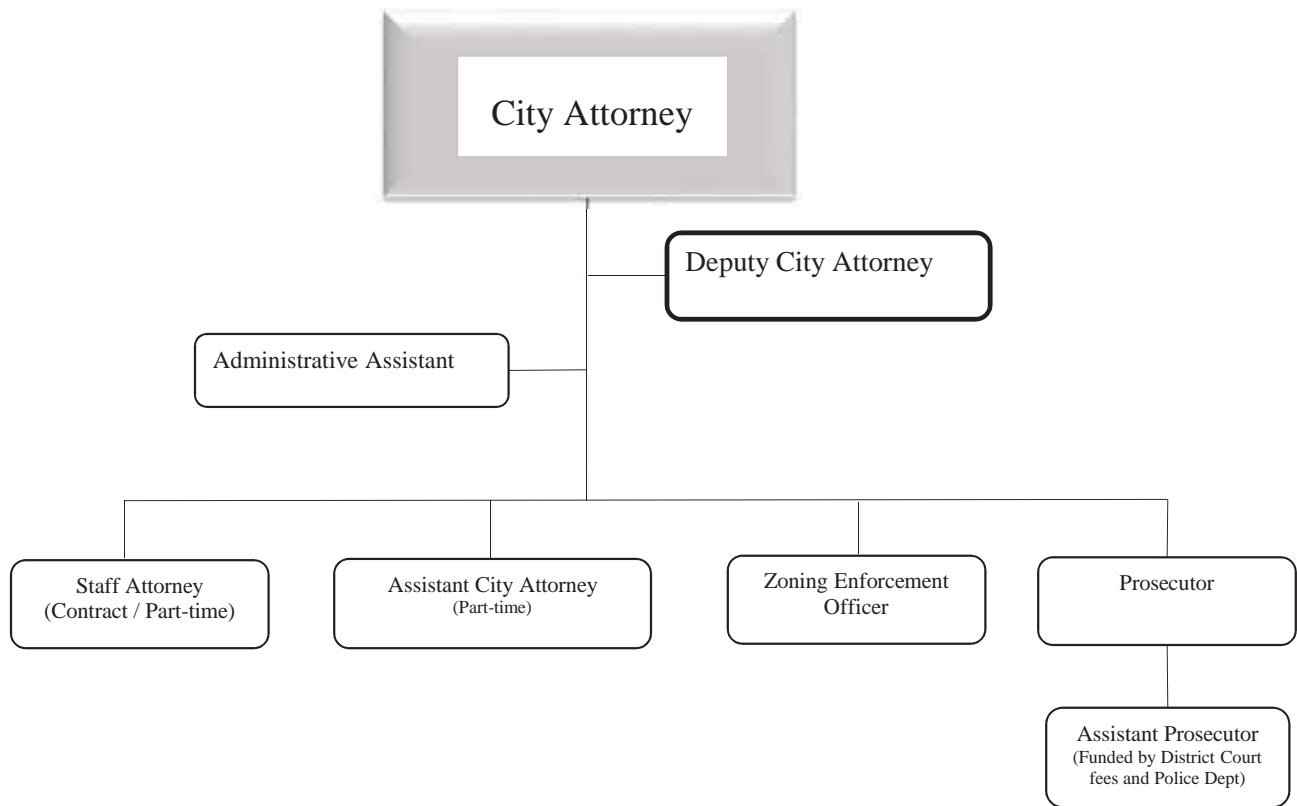 City Attorney
Deputy City Attorney
Administrative Assistant
Staff Attorney
(Contract / Part-time)
Assistant City Attorney
(Part-time)
Zoning Enforcement
Officer
Prosecutor
Assistant Prosecutor
(Funded by District Court
fees and Police Dept)